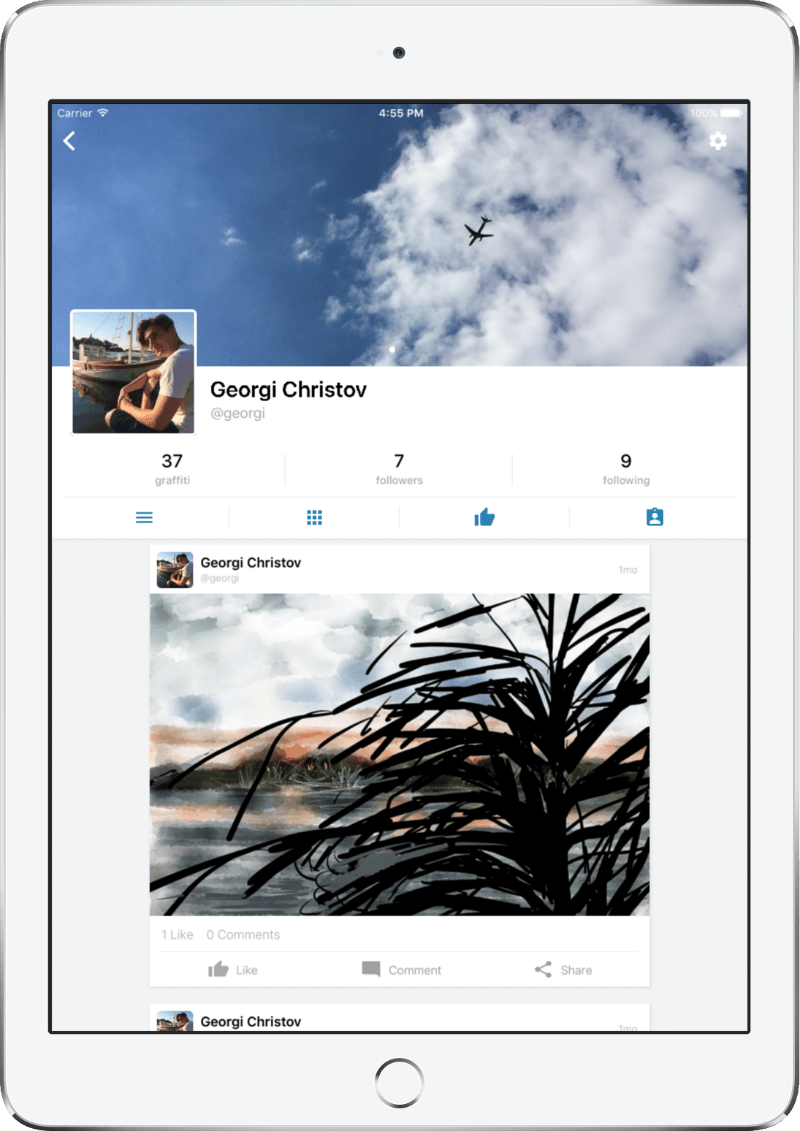 Carrier 4:55 PM 100%
Georgi Christov
@georgi
37 7 9
graffiti followers following
Georgi Christov
@georgi 1mo
1 Like 0 Comments
Like Comment Share
Georgi Christov
1mo